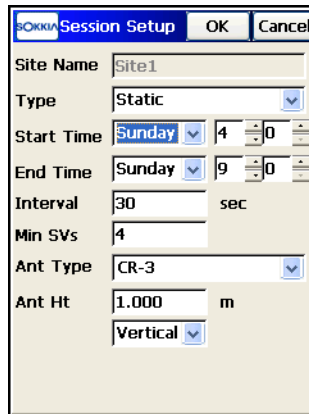 SOKKIA Session Setup OK Cancel
Site Name Site1
Type Static
Start Time Sunday 4 0
End Time Sunday 9 0
Interval 30 sec
Min SVs 4
Ant Type CR-3
Ant Ht 1.000 m
Vertical